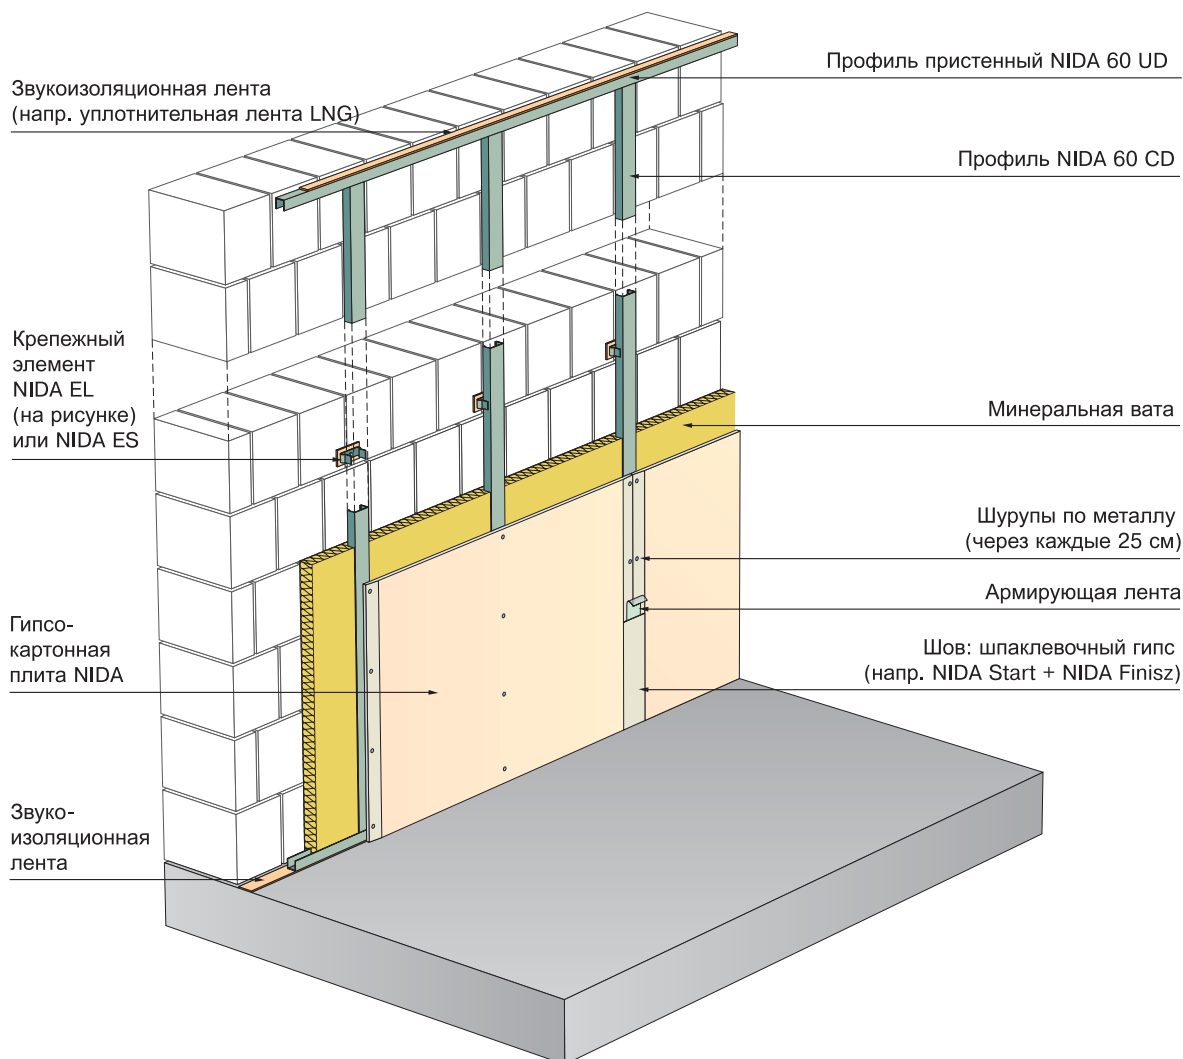 Звукоизоляционная лента
(напр. уплотнительная лента LNG)
Крепежный
элемент
NIDA EL
(на рисунке)
или NIDA ES
Гипсо-
картонная
плита NIDA
Звуко-
изоляционная
лента
Профиль пристенный NIDA 60 UD
Профиль NIDA 60 CD
Минеральная вата
Шурупы по металлу
(через каждые 25 см)
Армирующая лента
Шов: шпаклевочный гипс
(напр. NIDA Start + NIDA Finisz)